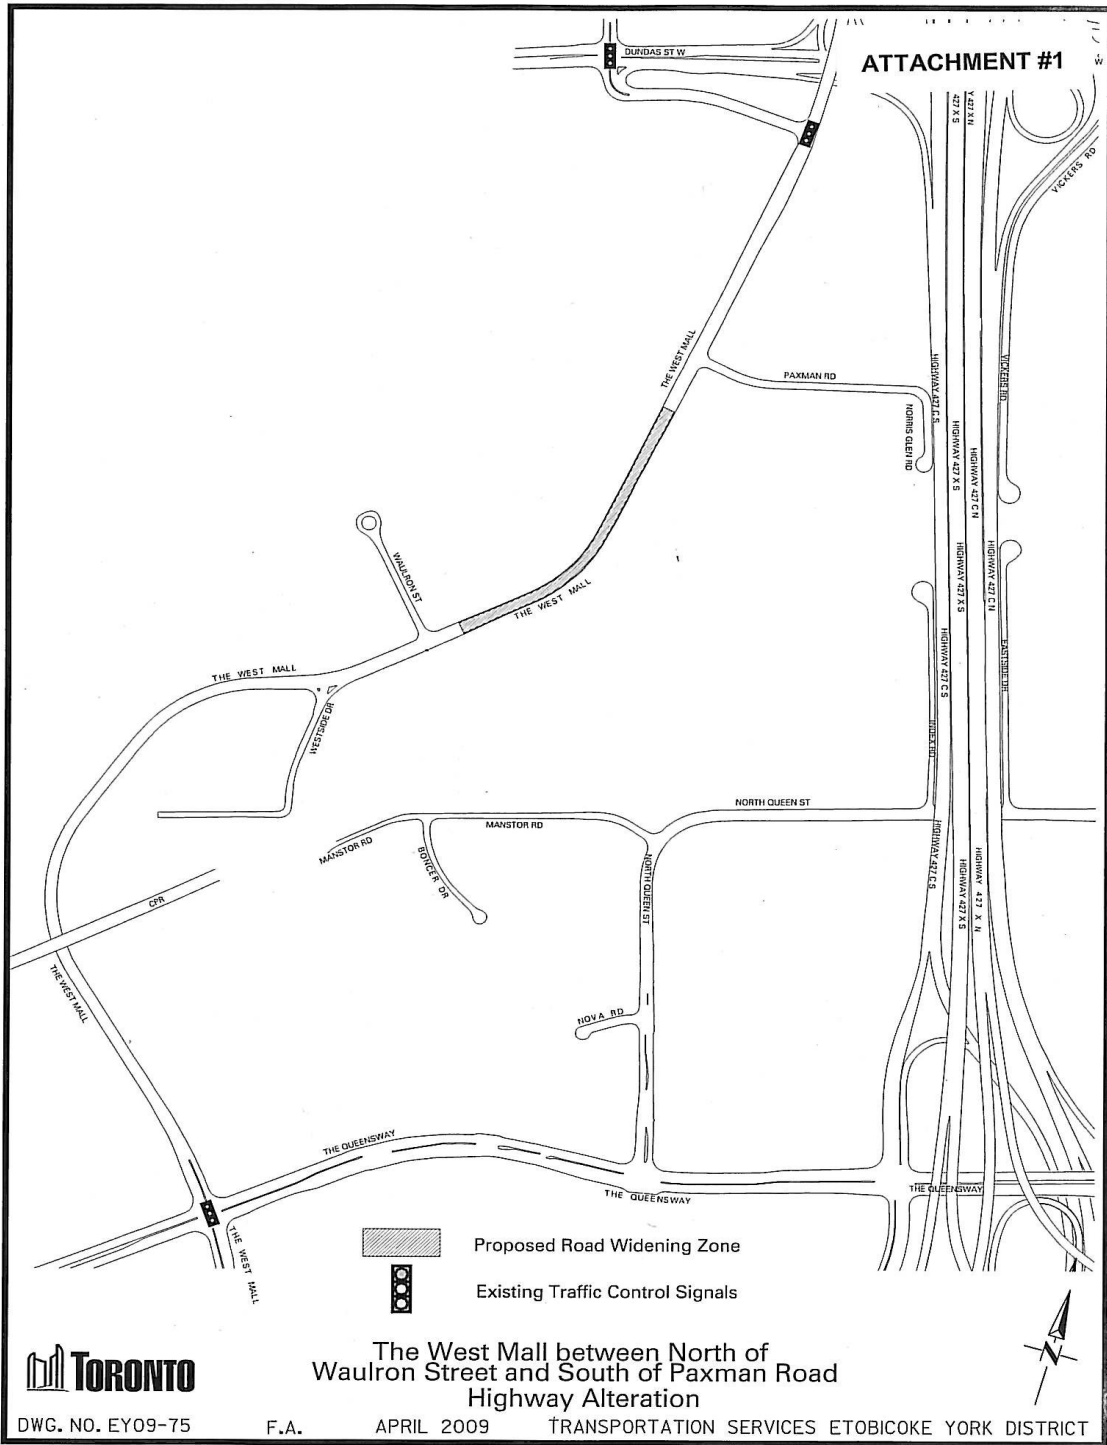 ATTACHMENT #1
W
DUNDAS ST W
427 X S
Y 427 X N
VICKERS RD
THE WEST MALL
PAXMAN RD
NORRIS GLEN RD
HIGHWAY 427 C S
VICKERS RD
HIGHWAY 427 X S
HIGHWAY 427 C N
WAULRON ST
THE WEST MALL
HIGHWAY 427 X S
HIGHWAY 427 C N
THE WEST MALL
WESTSIDE DR
HIGHWAY 427 C S
EASTSIDE DR
INDEX RD
NORTH QUEEN ST
MANSTOR RD
MANSTOR RD
BONCER DR
NORTH QUEEN ST
HIGHWAY 427 C S
HIGHWAY 427 X S
HIGHWAY 427 X N
CPR
THE WEST MALL
NOVA RD
THE QUEENSWAY
THE QUEENSWAY
THE QUEENSWAY
THE WEST MALL
Proposed Road Widening Zone
Existing Traffic Control Signals
N
TORONTO
The West Mall between North of
Waulron Street and South of Paxman Road
Highway Alteration
DWG. NO. EY09-75 F.A. APRIL 2009 TRANSPORTATION SERVICES ETOBICOKE YORK DISTRICT